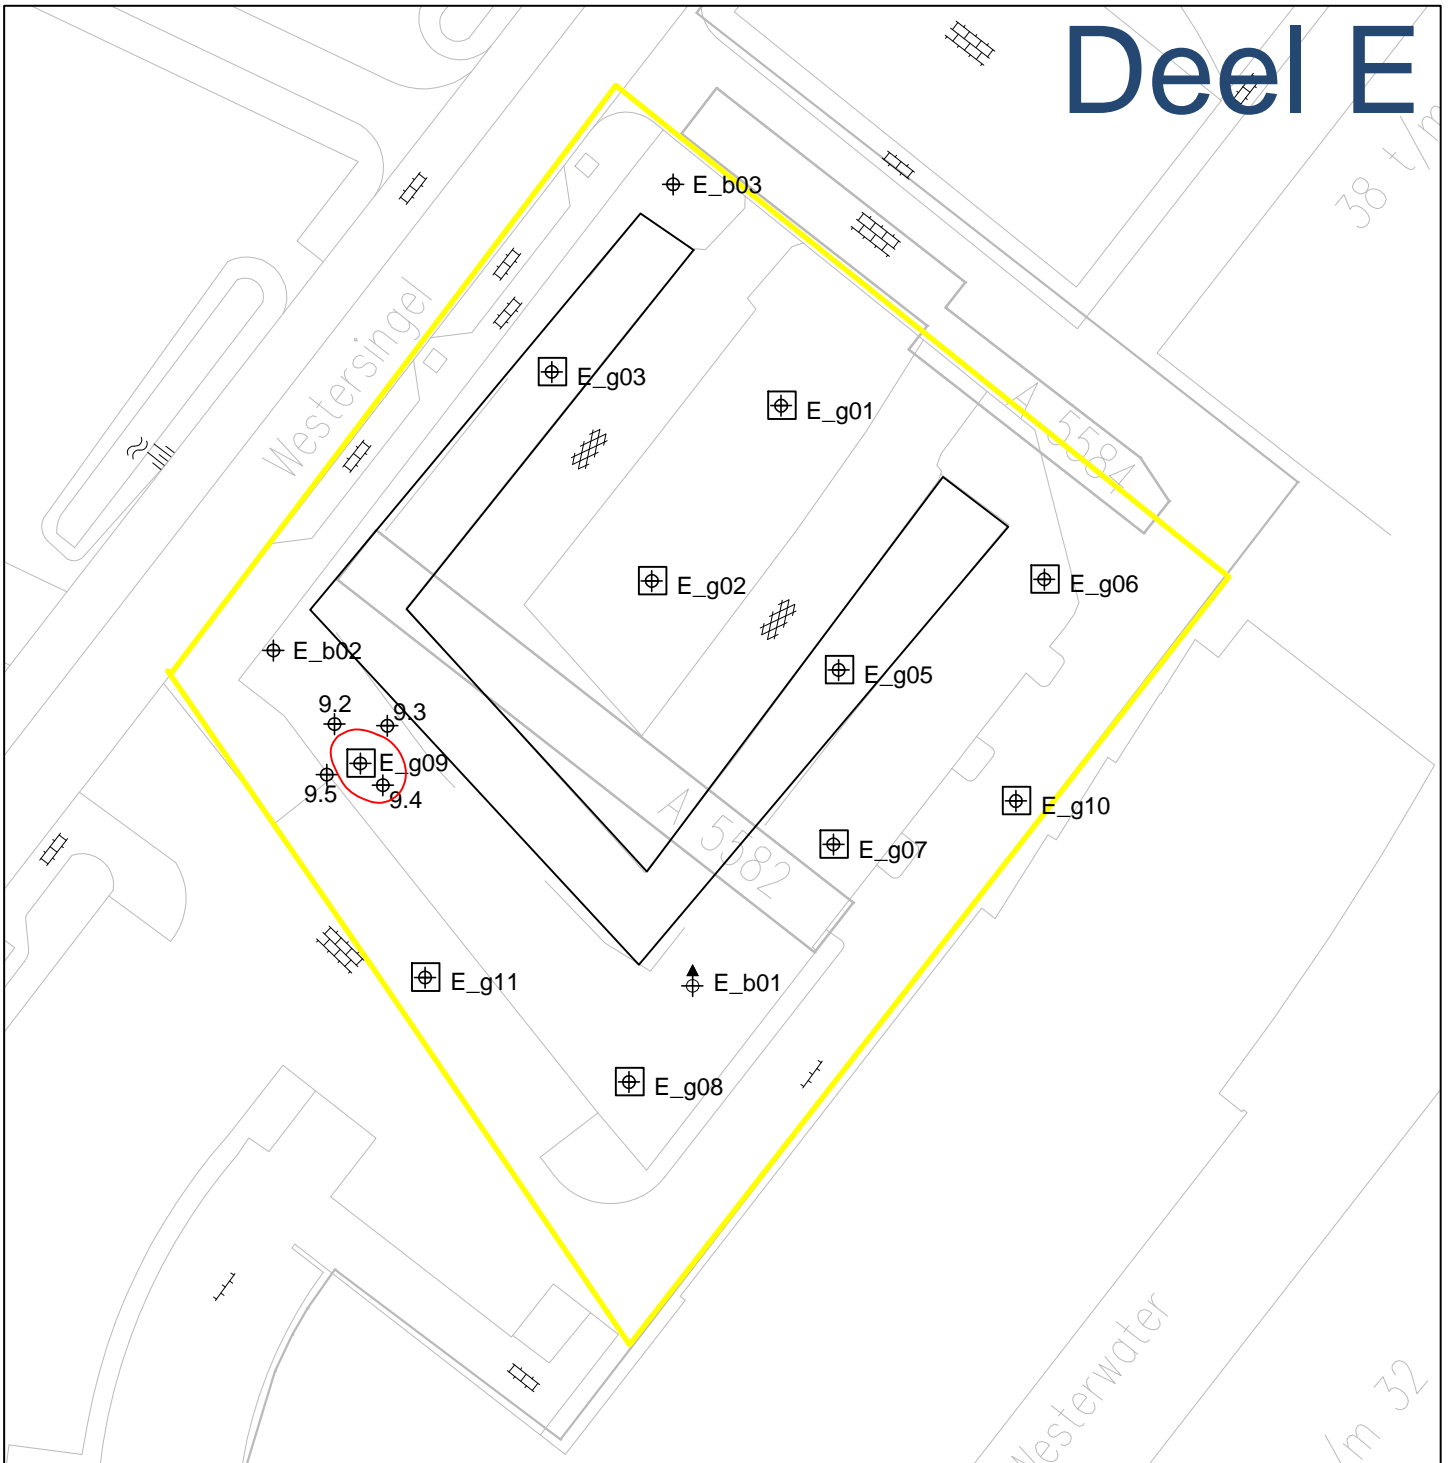 Deel E
38 t/m
E_b03
Westersingel
E_g03
E_g01
A 5584
E_g02
E_g06
E_b02
E_g05
9.2
9.3
E_g09
9.5
9.4
E_g10
A 5582
E_g07
E_g11
E_b01
E_g08
Westerwater
/m 32